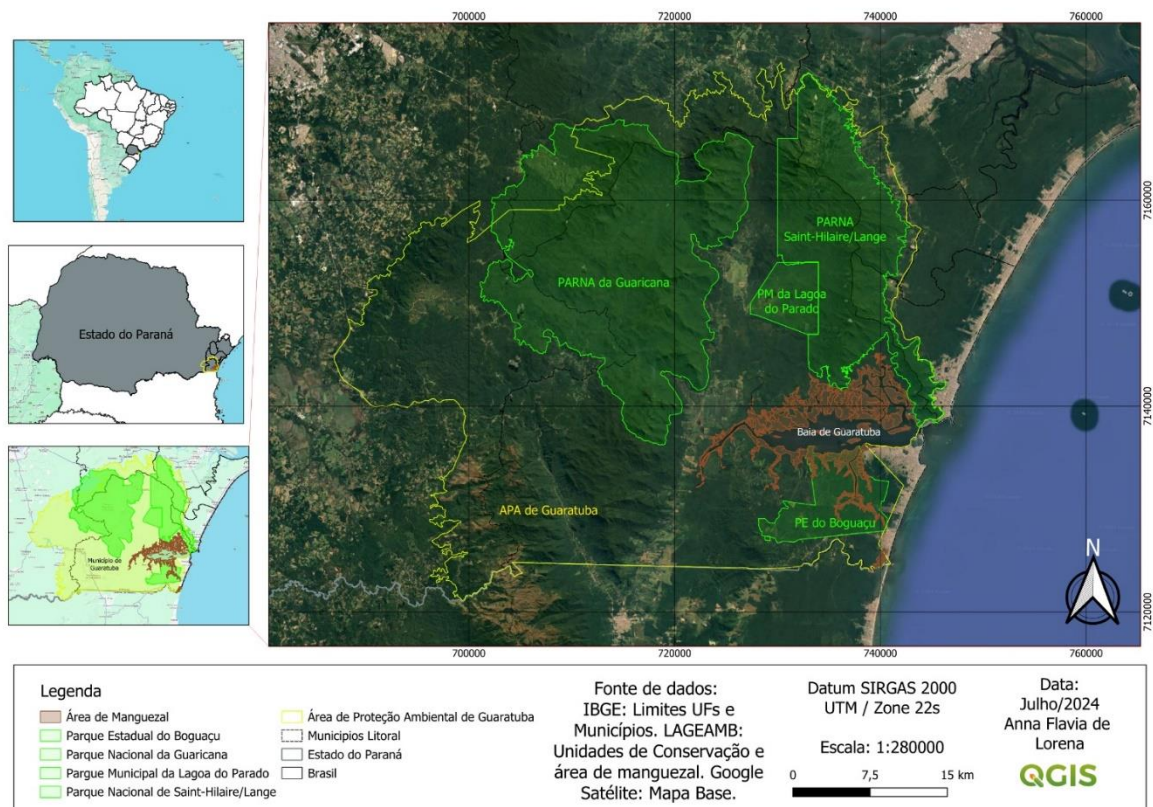 700000
720000
740000
760000
7160000
7140000
7120000
7160000
7140000
7120000
700000
720000
740000
760000
Estado do Paraná
Município de
Guaratuba
PARNA da Guaricana
PARNA
Saint-Hilaire/Lange
PM da Lagoa
do Parado
Baia de Guaratuba
APA de Guaratuba
PE do Boguaçu
N
Legenda
Área de Manguezal
Parque Estadual do Boguaçu
Parque Nacional da Guaricana
Parque Municipal da Lagoa do Parado
Parque Nacional de Saint-Hilaire/Lange
Área de Proteção Ambiental de Guaratuba
Municipios Litoral
Estado do Paraná
Brasil
Fonte de dados:
IBGE: Limites UFs e
Municípios. LAGEAMB:
Unidades de Conservação e
área de manguezal. Google
Satélite: Mapa Base.
Datum SIRGAS 2000
UTM / Zone 22s
Escala: 1:280000
0 7,5 15 km
Data:
Julho/2024
Anna Flavia de
Lorena
QGIS